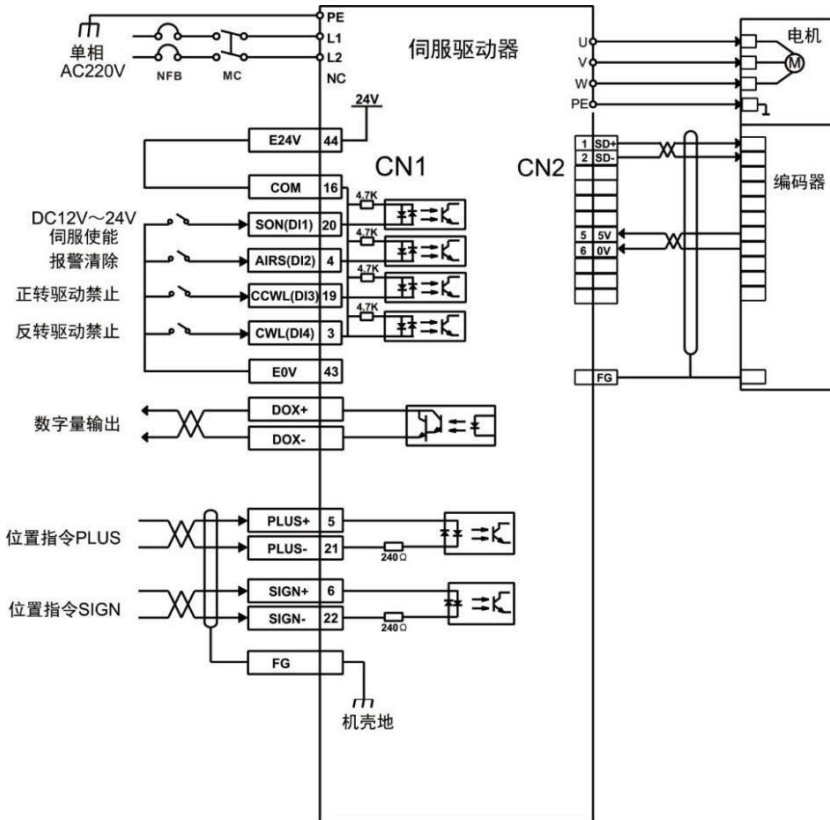 PE
L1
L2
NC
单相
AC220V
NFB
MC
伺服驱动器
U
V
W
PE
电机
M
24V
E24V 44
CN1
CN2
COM 16
4.7K
DC12V～24V
伺服使能
SON(DI1) 20
4.7K
报警清除
AIRS(DI2) 4
4.7K
正转驱动禁止
CCWL(DI3) 19
4.7K
反转驱动禁止
CWL(DI4) 3
E0V 43
1 SD+
2 SD-
编码器
5 5V
6 0V
FG
数字量输出
DOX+
DOX-
位置指令PLUS
PLUS+ 5
PLUS- 21
240Ω
位置指令SIGN
SIGN+ 6
SIGN- 22
240Ω
FG
机壳地